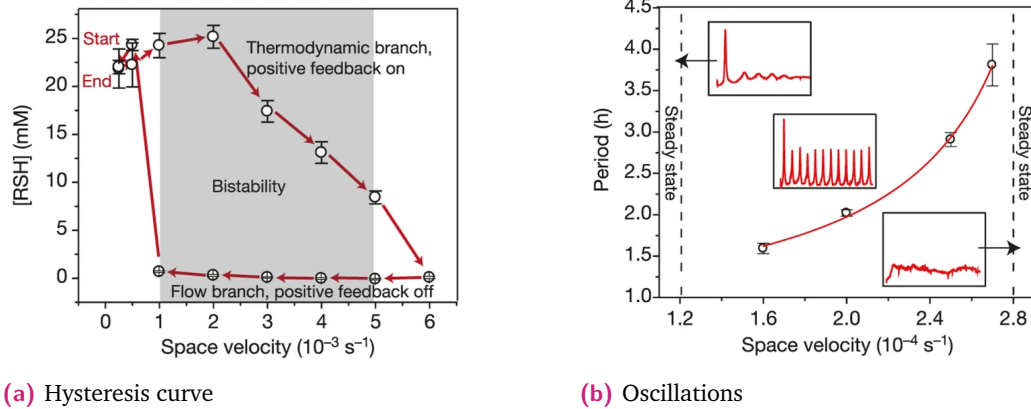 [RSH] (mM)
25
20
15
10
5
0
Start
End
Thermodynamic branch,
positive feedback on
Bistability
Flow branch, positive feedback off
0 1 2 3 4 5 6
Space velocity (10⁻³ s⁻¹)
(a) Hysteresis curve
Period (h)
4.5
4.0
3.5
3.0
2.5
2.0
1.5
1.0
Steady state
Steady state
1.2 1.6 2.0 2.4 2.8
Space velocity (10⁻⁴ s⁻¹)
(b) Oscillations